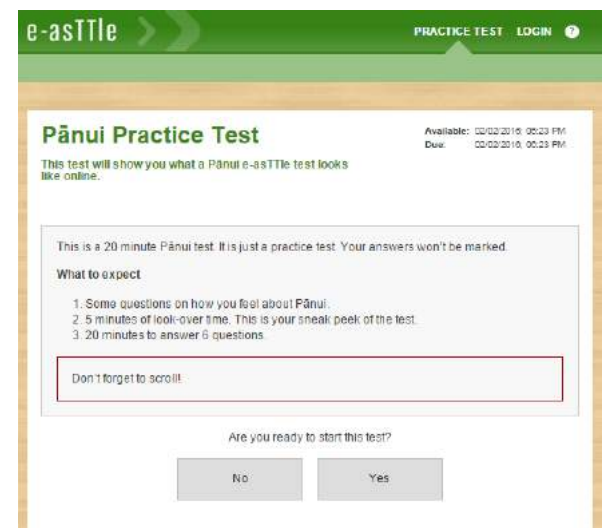 e-asTTle
PRACTICE TEST LOGIN ?
Pānui Practice Test
Available: 02/02/2016, 05:23 PM
Due: 02/02/2016, 05:23 PM
This test will show you what a Pānui e-asTTle test looks
like online.
This is a 20 minute Pānui test. It is just a practice test. Your answers won't be marked.
What to expect
1. Some questions on how you feel about Pānui.
2. 5 minutes of look-over time. This is your sneak peek of the test.
3. 20 minutes to answer 6 questions.
Don't forget to scroll!
Are you ready to start this test?
No Yes